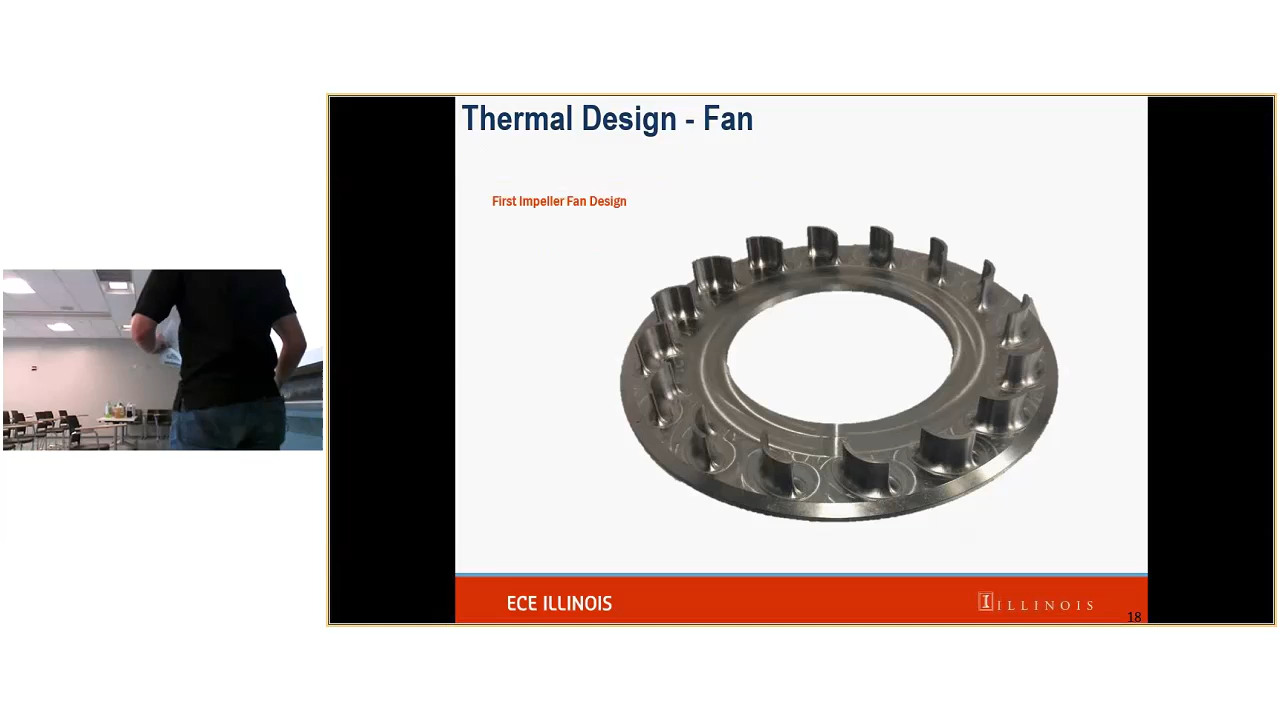 Thermal Design - Fan
First Impeller Fan Design
ECE ILLINOIS
I ILLINOIS
18